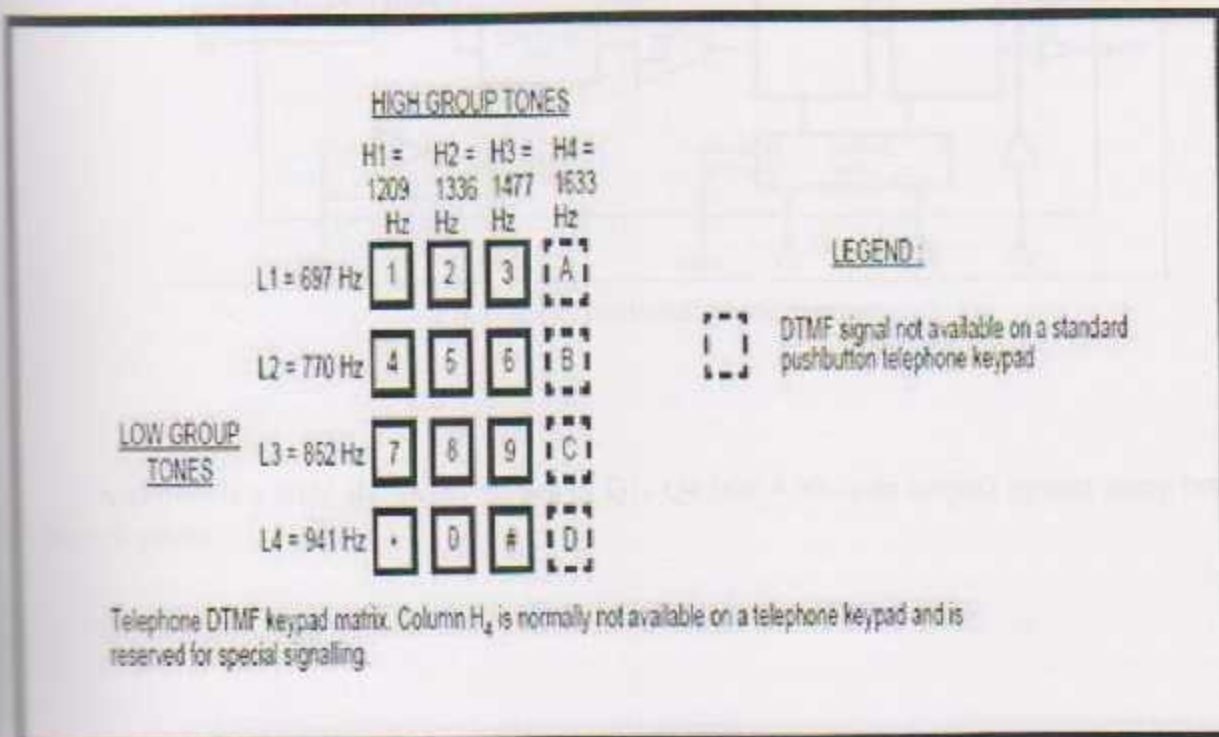 HIGH GROUP TONES
H1 = H2 = H3 = H4 =
1209 1336 1477 1633
Hz Hz Hz Hz
L1 = 697 Hz 1 2 3 A
LEGEND :
DTMF signal not available on a standard
pushbutton telephone keypad
L2 = 770 Hz 4 5 6 B
LOW GROUP
TONES
L3 = 852 Hz 7 8 9 C
L4 = 941 Hz * 0 # D
Telephone DTMF keypad matrix. Column H₄ is normally not available on a telephone keypad and is
reserved for special signalling.